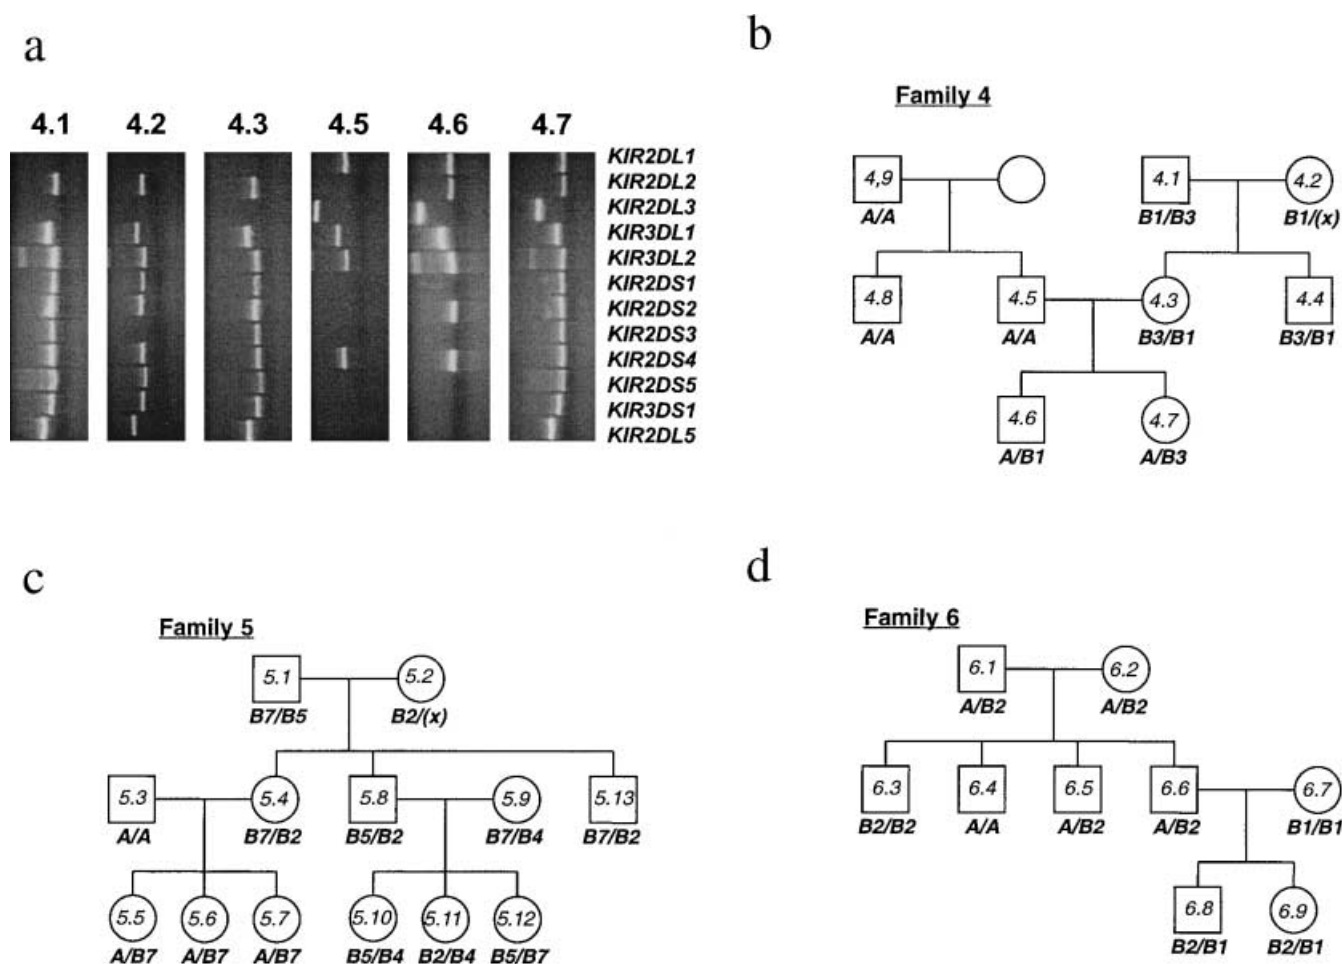 a
4.1 4.2 4.3 4.5 4.6 4.7
KIR2DL1
KIR2DL2
KIR2DL3
KIR3DL1
KIR3DL2
KIR2DS1
KIR2DS2
KIR2DS3
KIR2DS4
KIR2DS5
KIR3DS1
KIR2DL5
b
Family 4
4,9 4.1 4.2
A/A B1/B3 B1/(x)
4.8 4.5 4.3 4.4
A/A A/A B3/B1 B3/B1
4.6 4.7
A/B1 A/B3
c
Family 5
5.1 5.2
B7/B5 B2/(x)
5.3 5.4 5.8 5.9 5.13
A/A B7/B2 B5/B2 B7/B4 B7/B2
5.5 5.6 5.7 5.10 5.11 5.12
A/B7 A/B7 A/B7 B5/B4 B2/B4 B5/B7
d
Family 6
6.1 6.2
A/B2 A/B2
6.3 6.4 6.5 6.6 6.7
B2/B2 A/A A/B2 A/B2 B1/B1
6.8 6.9
B2/B1 B2/B1